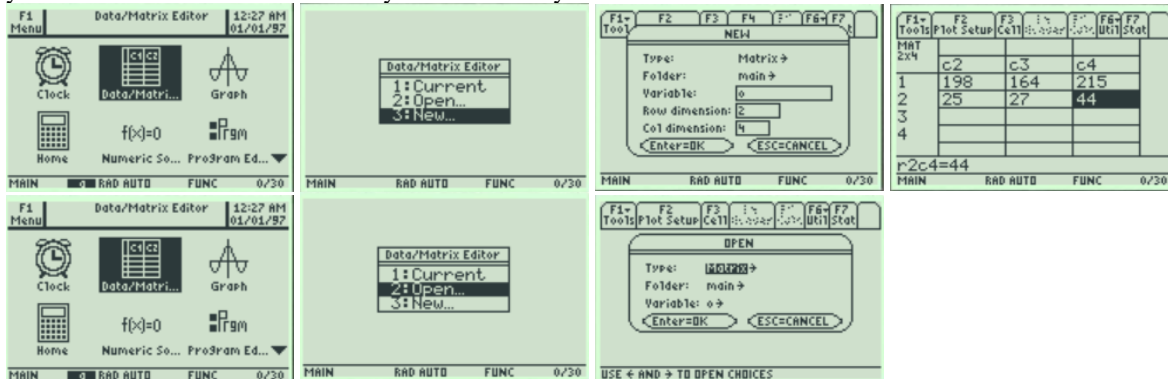 F1 Menu Data/Matrix Editor 12:27 AM 01/01/97
Clock Data/Matri... Graph
f(x)=0 Prgm
Home Numeric So... Program Ed...
MAIN RAD AUTO FUNC 0/30
Data/Matrix Editor
1:Current
2:Open...
3:New...
MAIN RAD AUTO FUNC 0/30
F1 Tool F2 F3 F4 F6 F7
NEW
Type: Matrix→
Folder: main→
Variable: o
Row dimension: 2
Col dimension: 4
Enter=OK ESC=CANCEL
MAIN RAD AUTO FUNC 0/30
F1 Tools F2 Plot Setup F3 Cell F6 Util F7 Stat
MAT 2x4
c2 c3 c4
1 198 164 215
2 25 27 44
3
4
r2c4=44
MAIN RAD AUTO FUNC 0/30
F1 Menu Data/Matrix Editor 12:27 AM 01/01/97
Clock Data/Matri... Graph
f(x)=0 Prgm
Home Numeric So... Program Ed...
MAIN RAD AUTO FUNC 0/30
Data/Matrix Editor
1:Current
2:Open...
3:New...
MAIN RAD AUTO FUNC 0/30
F1 Tools F2 Plot Setup F3 Cell F6 Util F7 Stat
OPEN
Type: Matrix→
Folder: main→
Variable: o→
Enter=OK ESC=CANCEL
USE ← AND → TO OPEN CHOICES